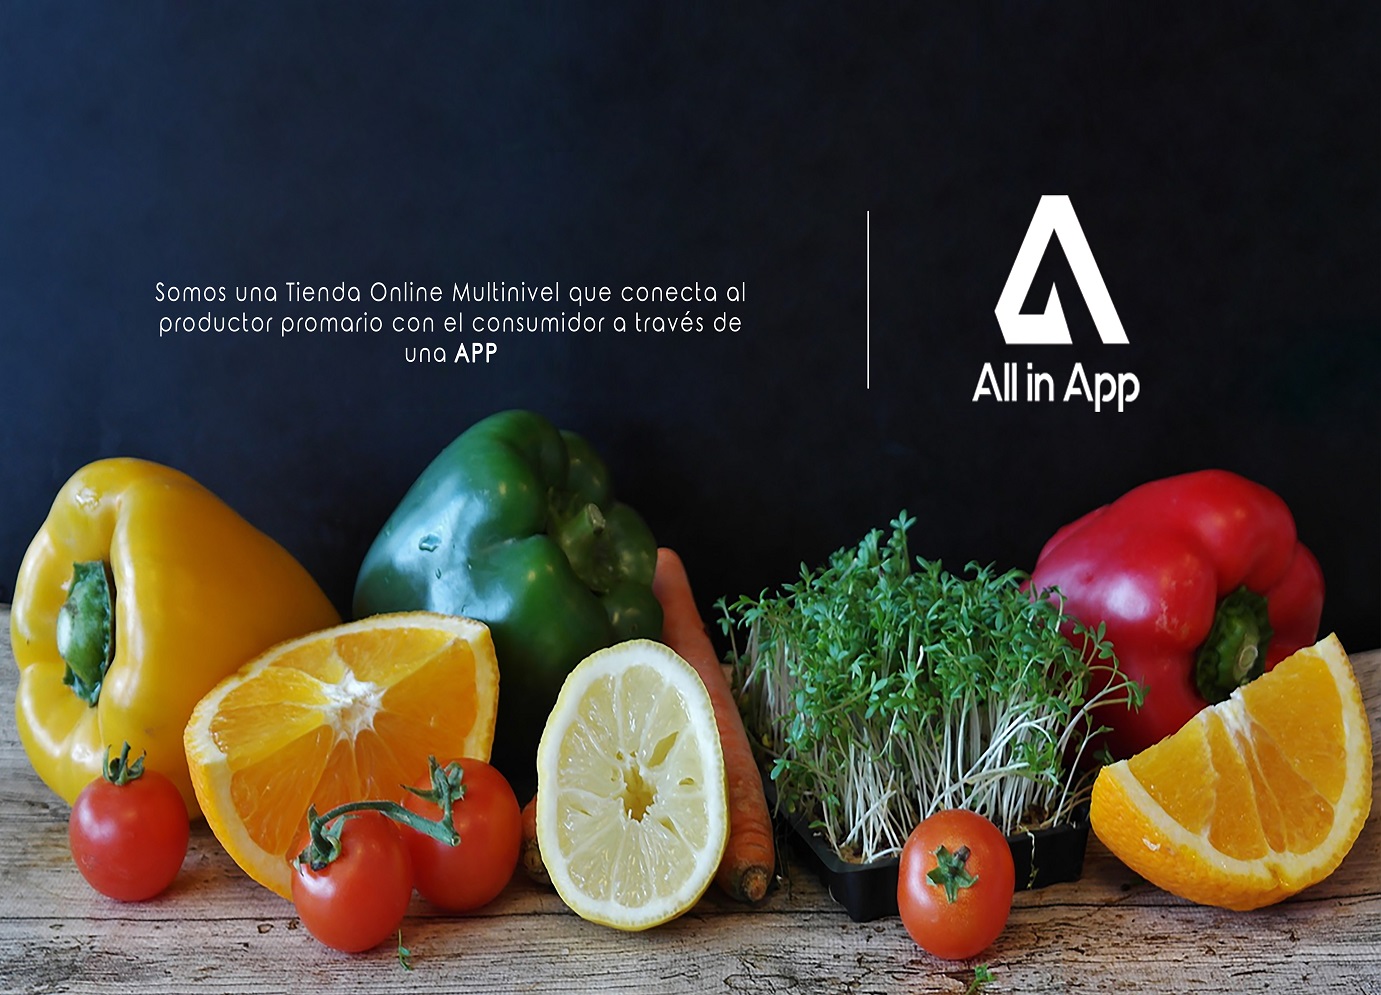 Somos una Tienda Online Multinivel que conecta al
productor promario con el consumidor a través de
una APP
All in App